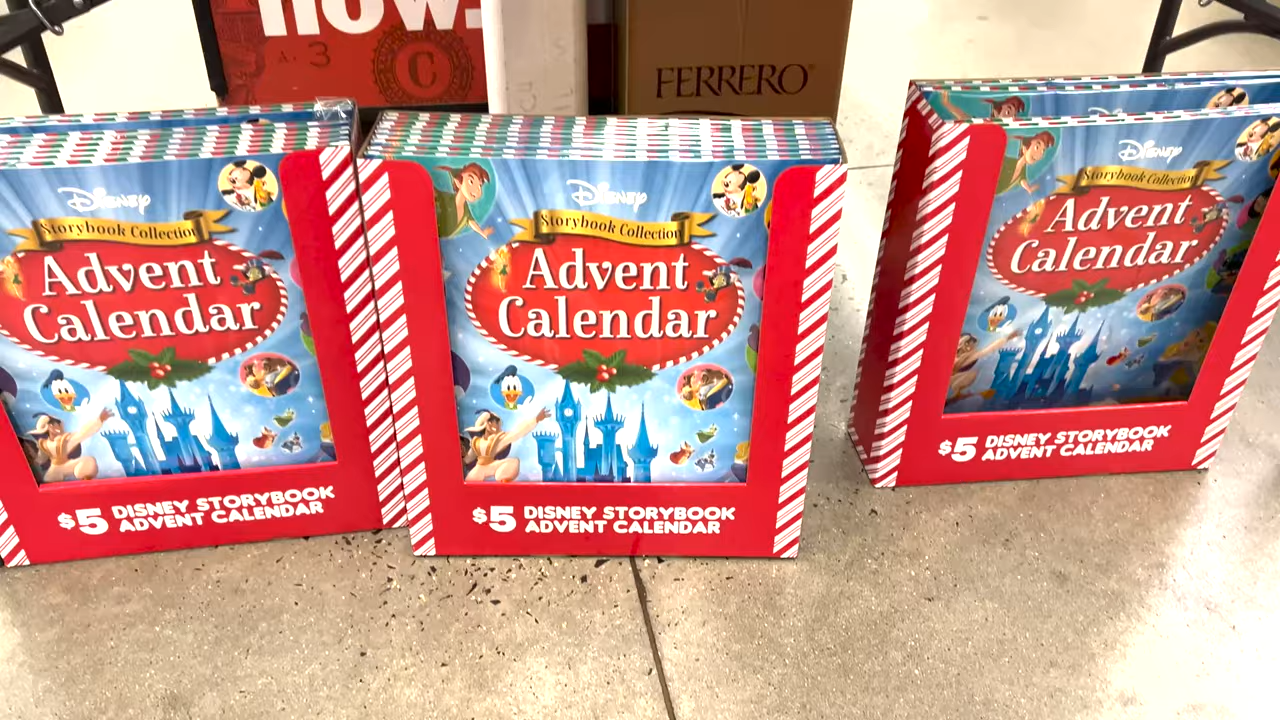 now.
A. 3
C
FERRERO
Disney
Storybook Collection
Advent
Calendar
$5 DISNEY STORYBOOK
ADVENT CALENDAR
Disney
Storybook Collection
Advent
Calendar
$5 DISNEY STORYBOOK
ADVENT CALENDAR
Disney
Storybook Collection
Advent
Calendar
$5 DISNEY STORYBOOK
ADVENT CALENDAR